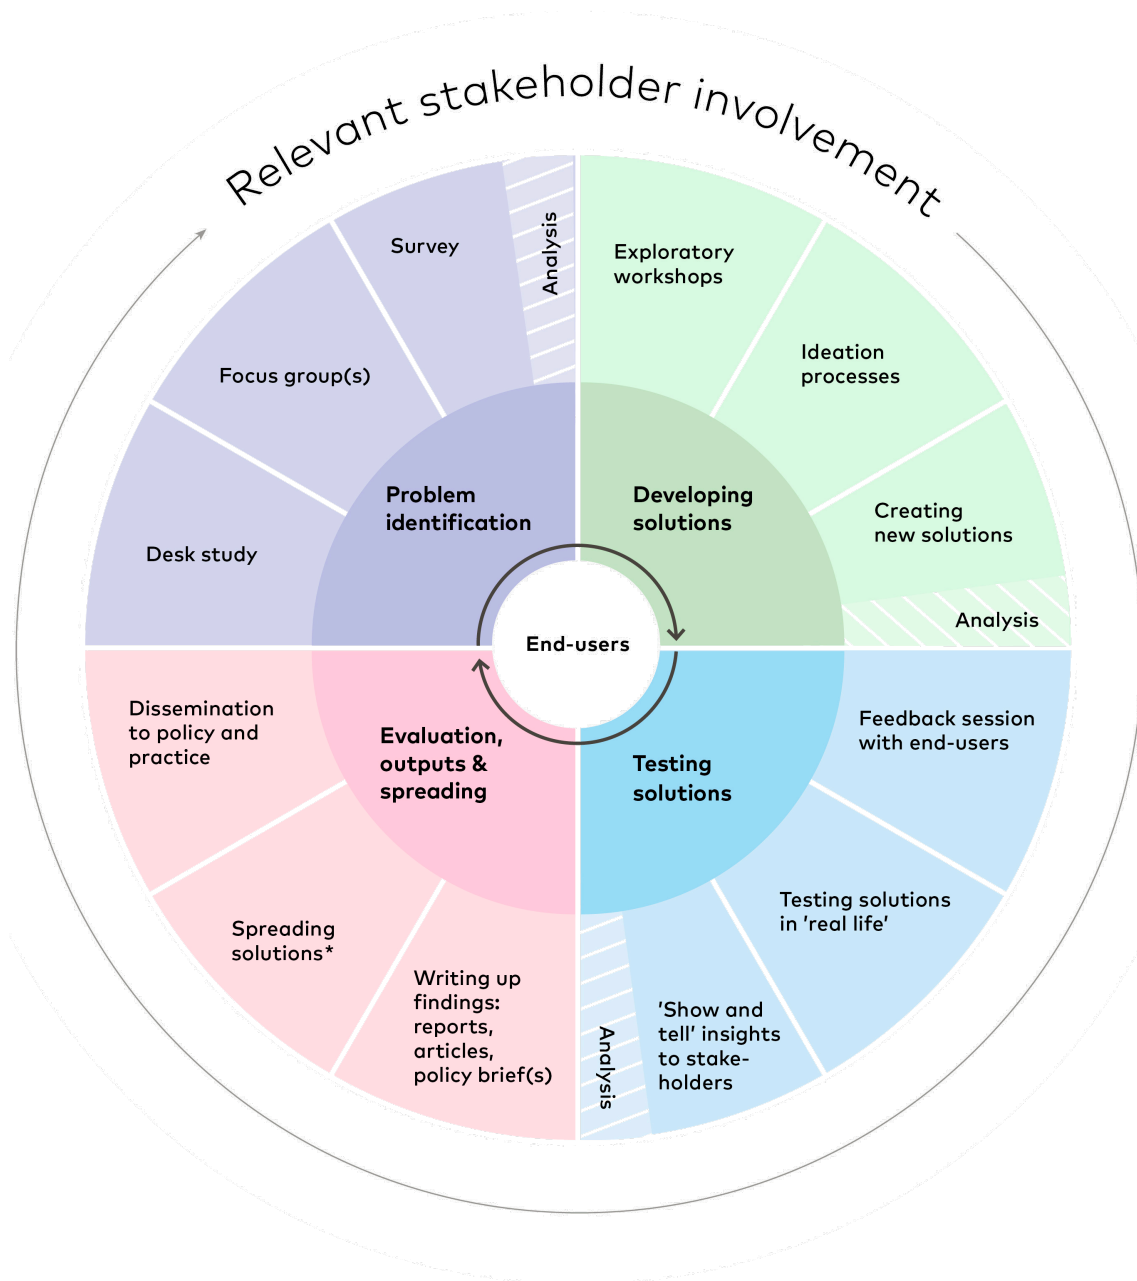 Relevant stakeholder involvement
Survey
Analysis
Exploratory
workshops
Focus group(s)
Ideation
processes
Problem
identification
Developing
solutions
Creating
new solutions
Desk study
Analysis
End-users
Dissemination
to policy and
practice
Evaluation,
outputs &
spreading
Testing
solutions
Feedback session
with end-users
Spreading
solutions*
Testing solutions
in ’real life’
Writing up
findings:
reports,
articles,
policy brief(s)
Analysis
’Show and
tell’ insights
to stake-
holders